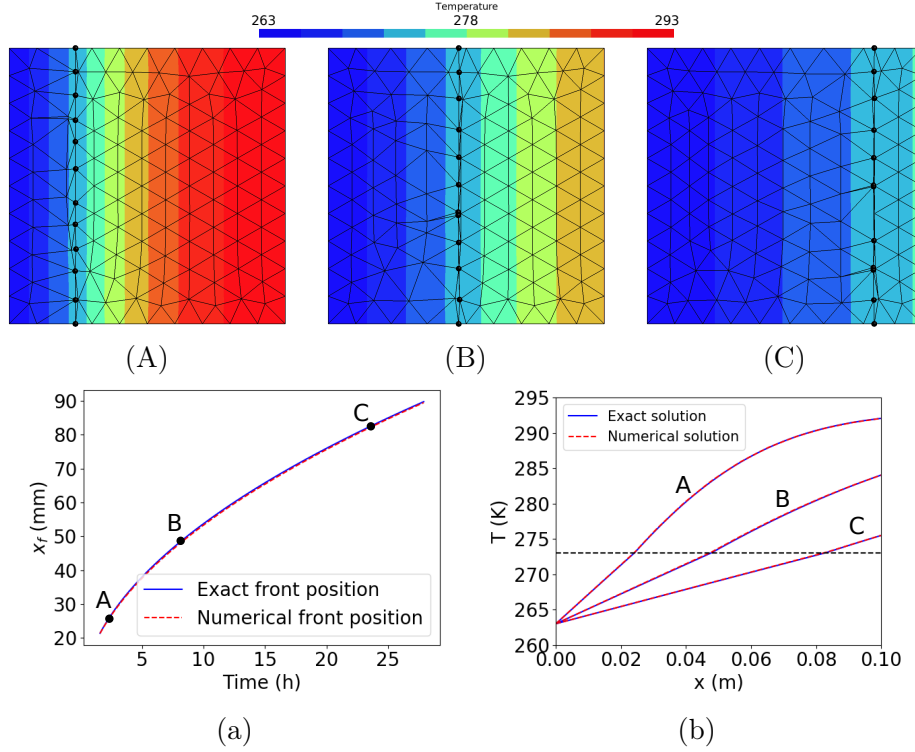 Temperature
263 278 293
(A) (B) (C)
90
80
70
60
50
40
30
20
x_f (mm)
A
B
C
Exact front position
Numerical front position
5 10 15 20 25
Time (h)
(a)
295
290
285
280
275
270
265
260
T (K)
Exact solution
Numerical solution
A
B
C
0.00 0.02 0.04 0.06 0.08 0.10
x (m)
(b)